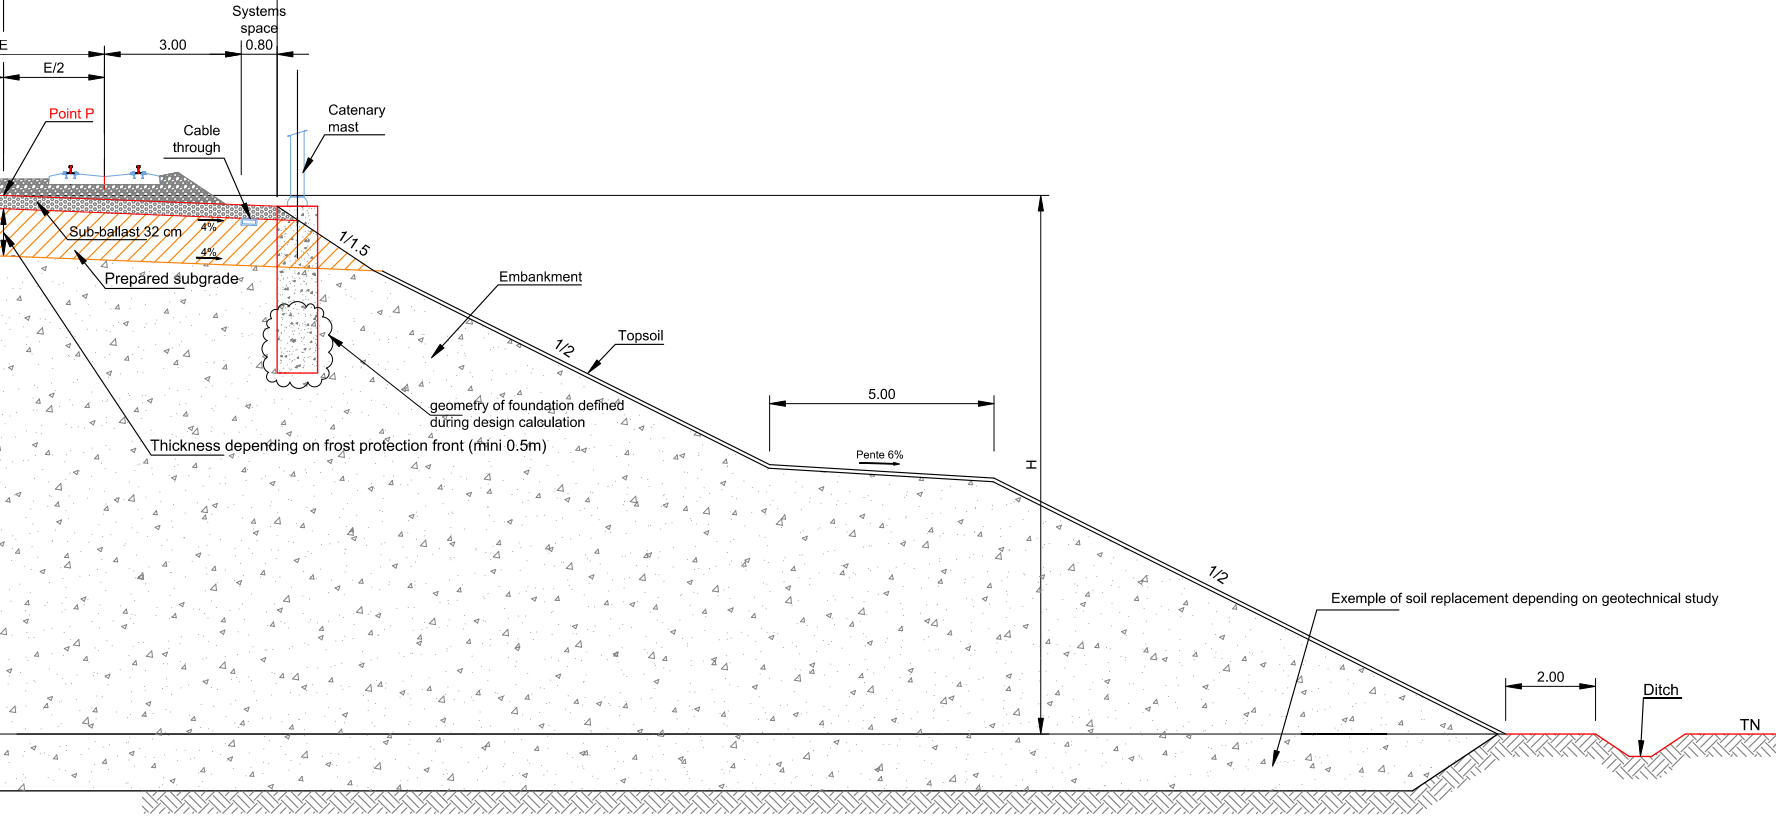 Systems
space
E
3.00
0.80
E/2
Point P
Catenary
mast
Cable
through
Sub-ballast 32 cm
4%
1/1.5
4%
Prepared subgrade
Embankment
Topsoil
1/2
5.00
geometry of foundation defined
during design calculation
Thickness depending on frost protection front (mini 0.5m)
Pente 6%
H
1/2
Exemple of soil replacement depending on geotechnical study
2.00
Ditch
TN